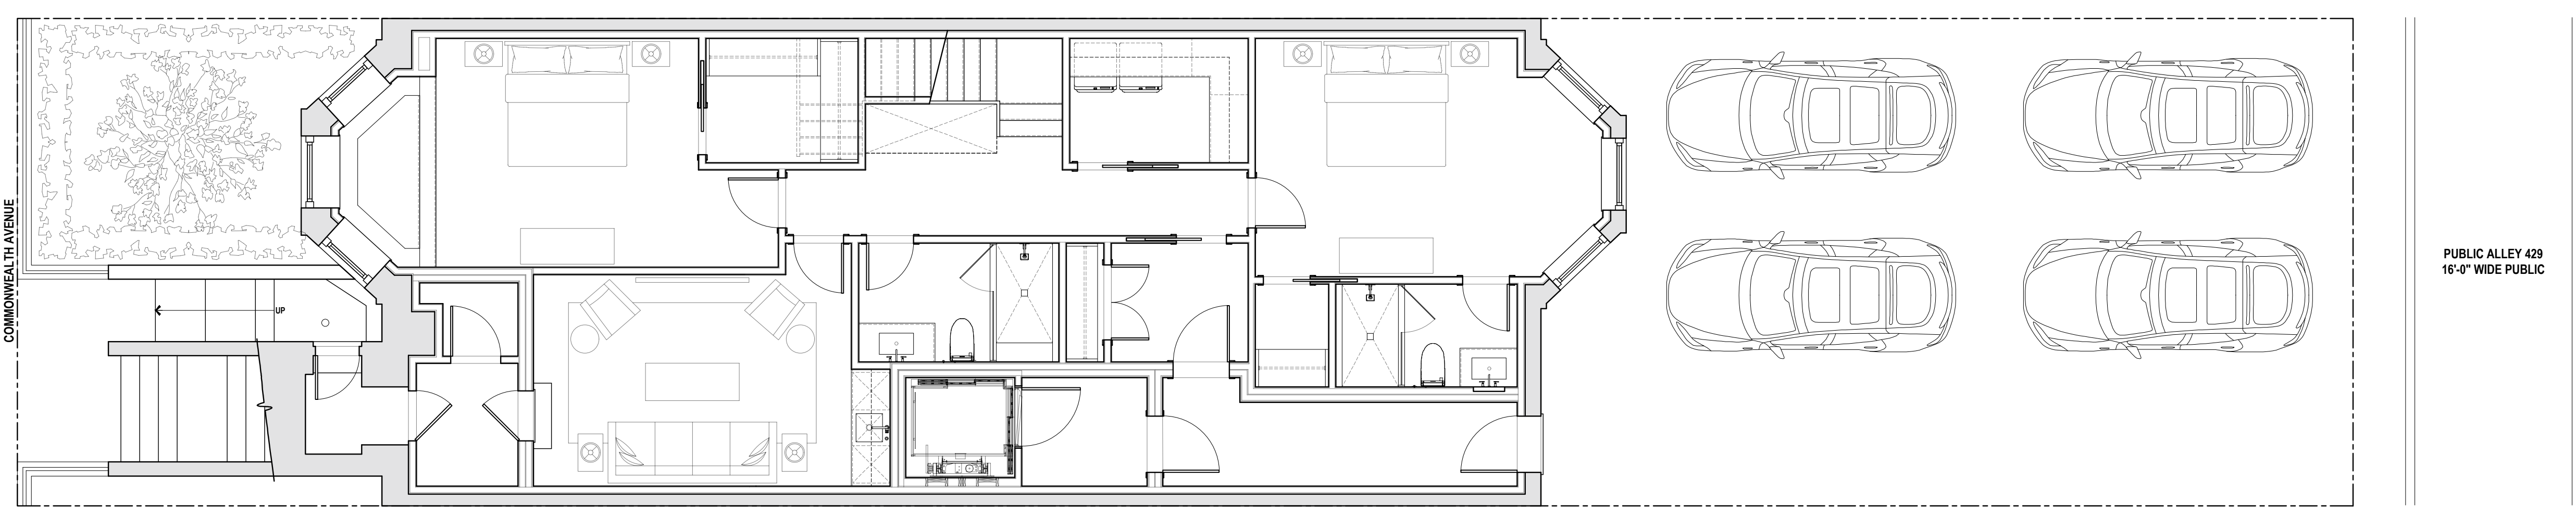 COMMONWEALTH AVENUE
UP
PUBLIC ALLEY 429
16'-0" WIDE PUBLIC